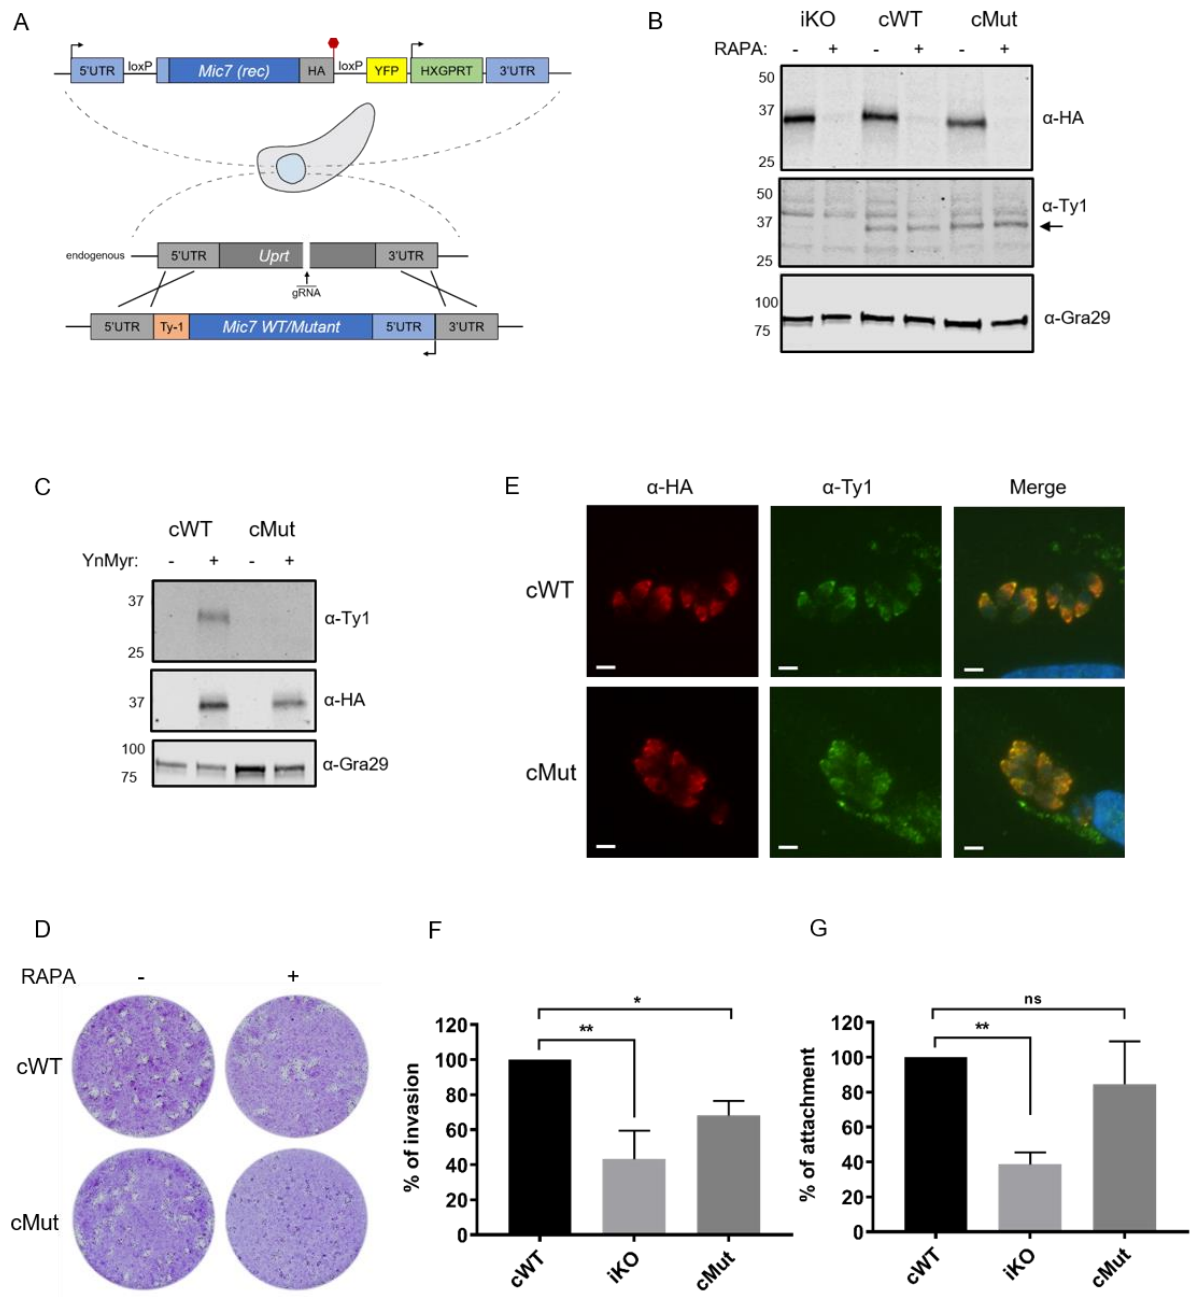 A
5'UTR loxP Mic7 (rec) HA loxP YFP HXGPRT 3'UTR
endogenous 5'UTR Uprt 3'UTR
gRNA
5'UTR Ty-1 Mic7 WT/Mutant 5'UTR 3'UTR
B
iKO cWT cMut
RAPA: - + - + - +
50
37
25
α-HA
50
37
25
α-Ty1
100
75
α-Gra29
C
cWT cMut
YnMyr: - + - +
37
25
α-Ty1
37
α-HA
100
75
α-Gra29
E
α-HA α-Ty1 Merge
cWT
cMut
D
RAPA - +
cWT
cMut
F
% of invasion
120
100
80
60
40
20
0
*
**
cWT iKO cMut
G
% of attachment
120
100
80
60
40
20
0
ns
**
cWT iKO cMut